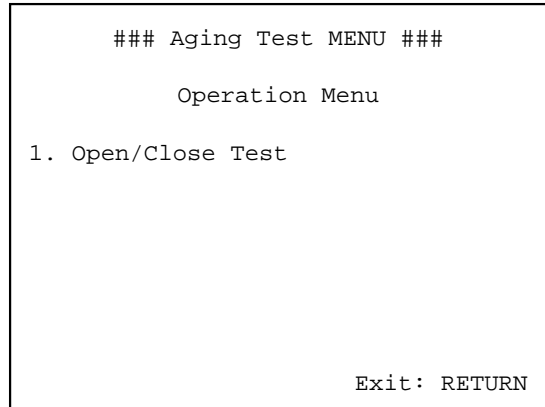 ### Aging Test MENU ###
Operation Menu
1. Open/Close Test
Exit: RETURN